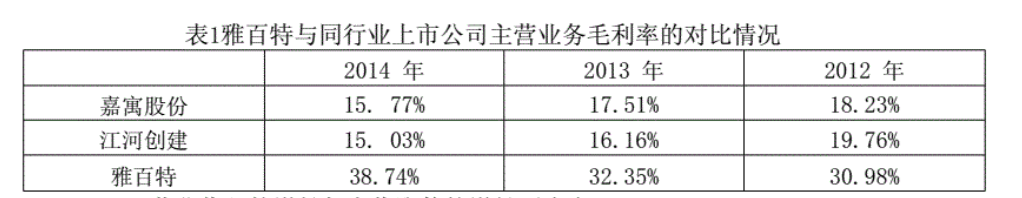 表1雅百特与同行业上市公司主营业务毛利率的对比情况
2014 年 2013 年 2012 年
嘉寓股份 15. 77% 17.51% 18.23%
江河创建 15. 03% 16.16% 19.76%
雅百特 38.74% 32.35% 30.98%